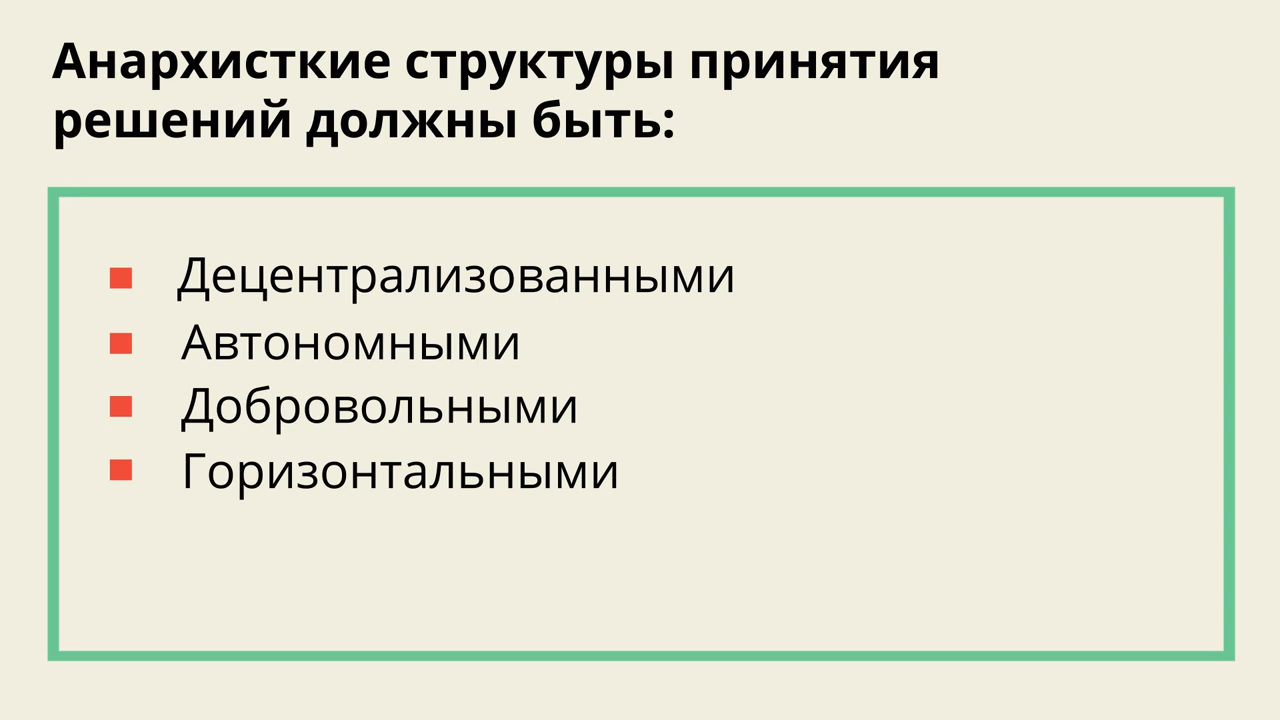 Анархисткие структуры принятия
решений должны быть:
Децентрализованными
Автономными
Добровольными
Горизонтальными